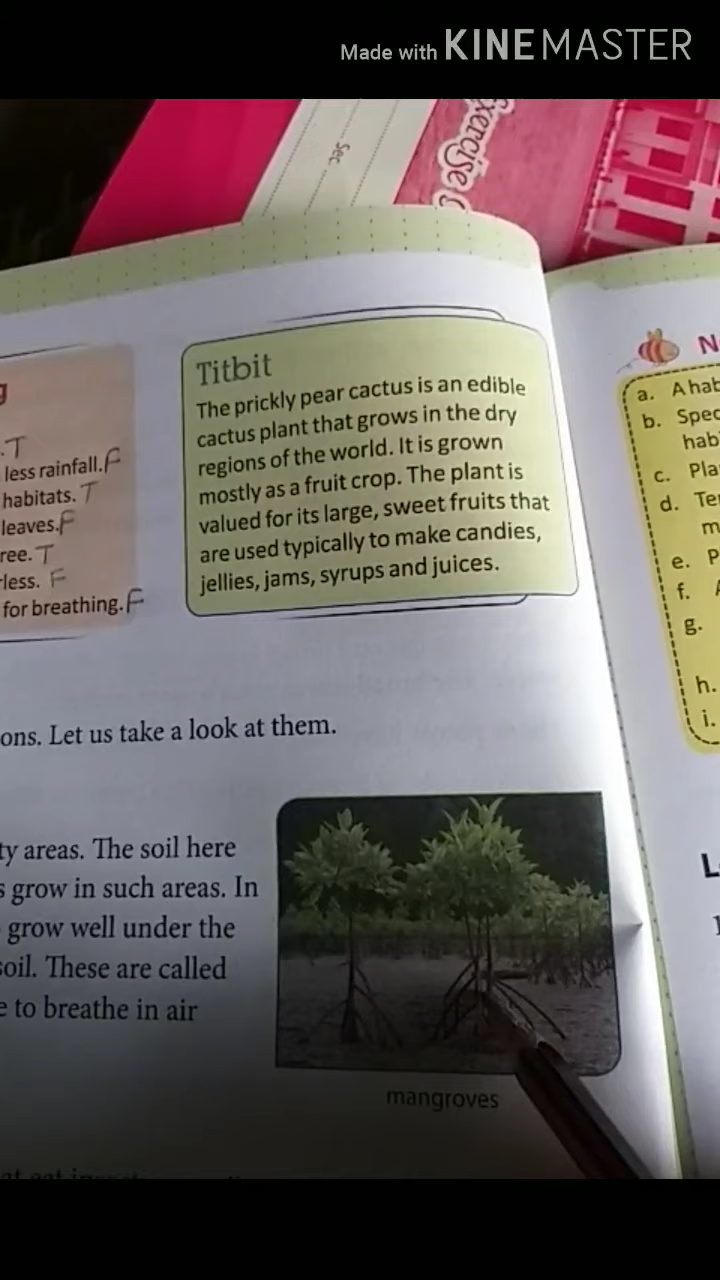 Made with KINEMASTER
Exercise
Sec
Titbit
The prickly pear cactus is an edible
cactus plant that grows in the dry
regions of the world. It is grown
mostly as a fruit crop. The plant is
valued for its large, sweet fruits that
are used typically to make candies,
jellies, jams, syrups and juices.
. T
less rainfall. F
habitats. T
leaves. F
ree. T
less. F
for breathing. F
ons. Let us take a look at them.
ty areas. The soil here
s grow in such areas. In
grow well under the
soil. These are called
e to breathe in air
mangroves
N
a. A hab
b. Spec
hab
c. Pla
d. Te
m
e. P
f. A
g.
h.
i.
L